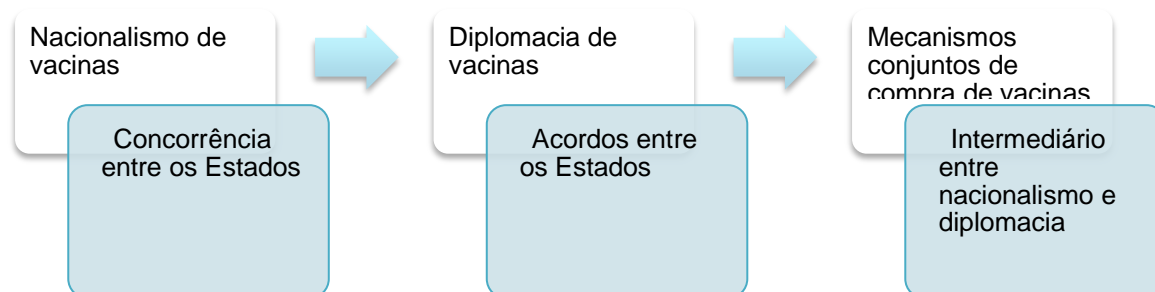 Nacionalismo de
vacinas
Concorrência
entre os Estados
Diplomacia de
vacinas
Acordos entre
os Estados
Mecanismos
conjuntos de
compra de vacinas
Intermediário
entre
nacionalismo e
diplomacia